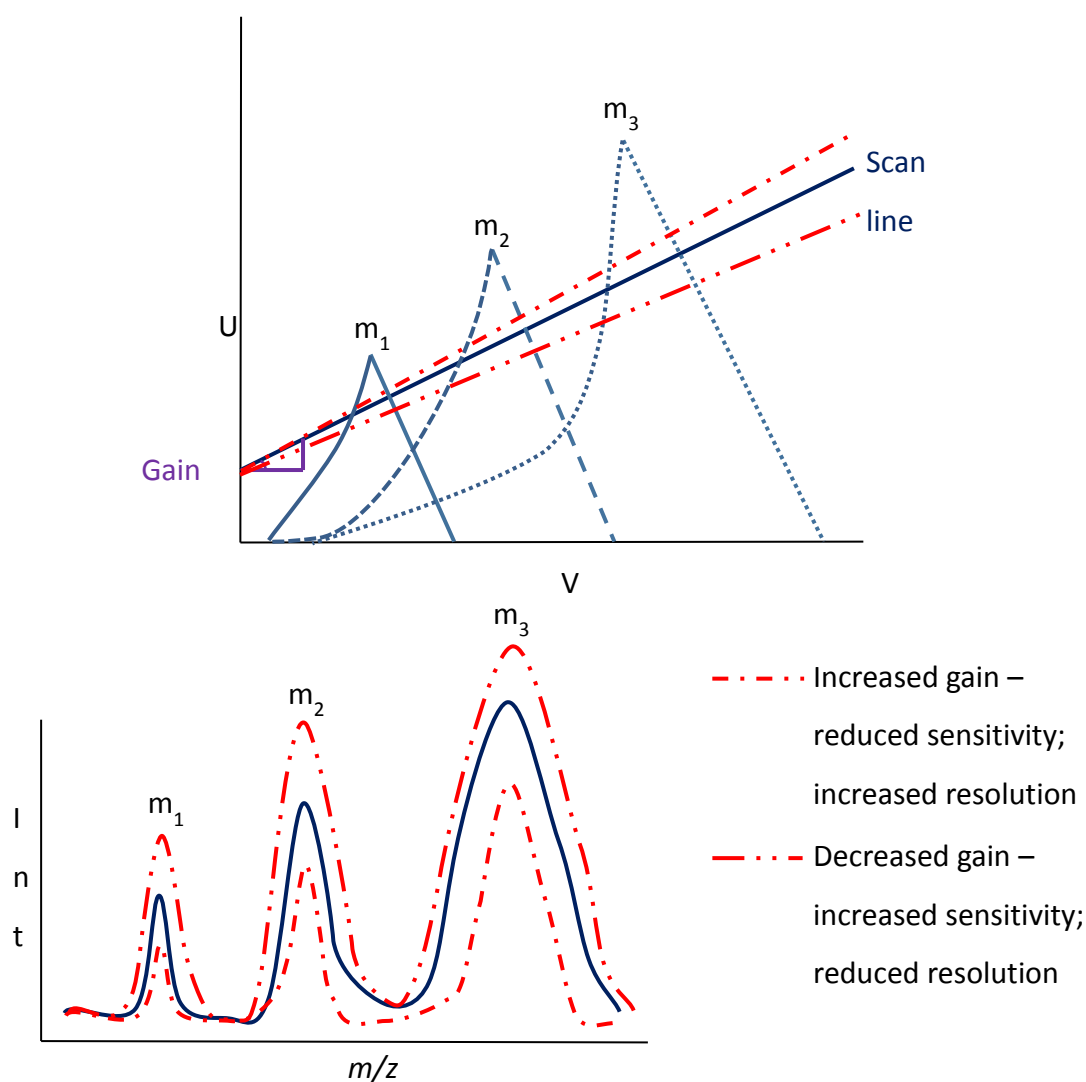 m3
Scan
line
m2
m1
U
Gain
V
m3
m2
m1
I
n
t
m/z
Increased gain –
reduced sensitivity;
increased resolution
Decreased gain –
increased sensitivity;
reduced resolution